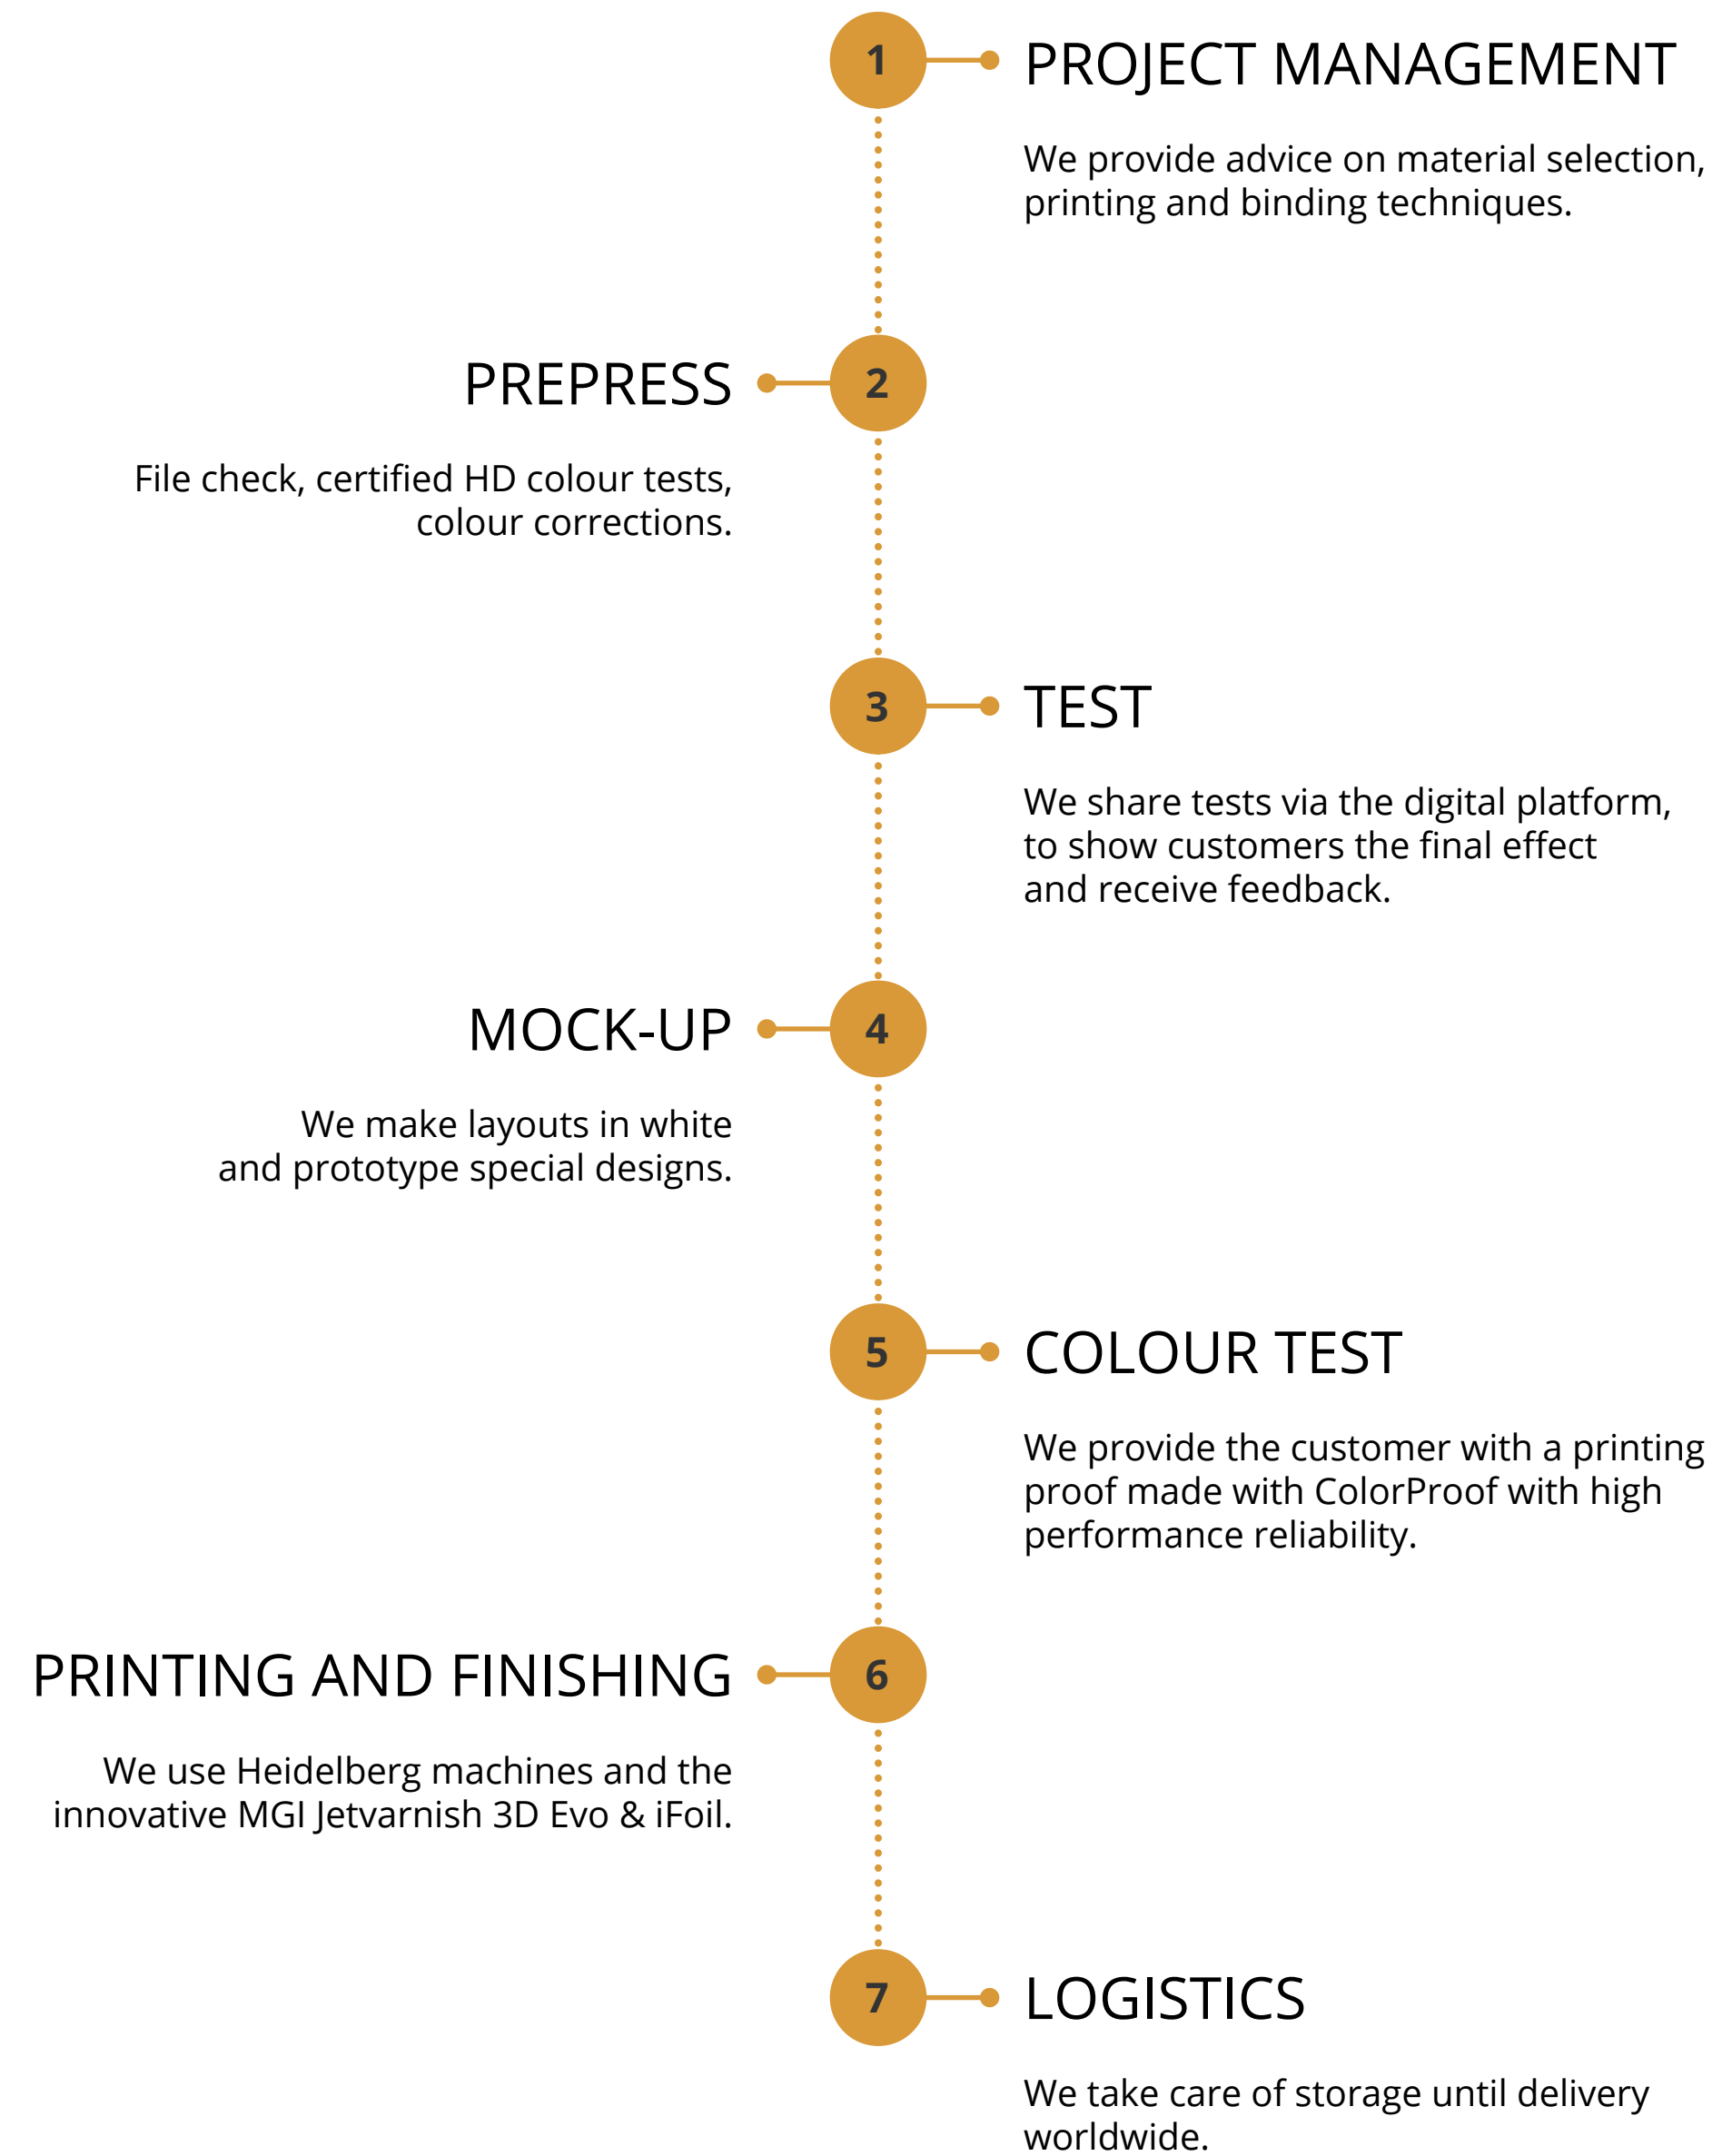 1
PROJECT MANAGEMENT
We provide advice on material selection,
printing and binding techniques.
2
PREPRESS
File check, certified HD colour tests,
colour corrections.
3
TEST
We share tests via the digital platform,
to show customers the final effect
and receive feedback.
4
MOCK-UP
We make layouts in white
and prototype special designs.
5
COLOUR TEST
We provide the customer with a printing
proof made with ColorProof with high
performance reliability.
6
PRINTING AND FINISHING
We use Heidelberg machines and the
innovative MGI Jetvarnish 3D Evo & iFoil.
7
LOGISTICS
We take care of storage until delivery
worldwide.